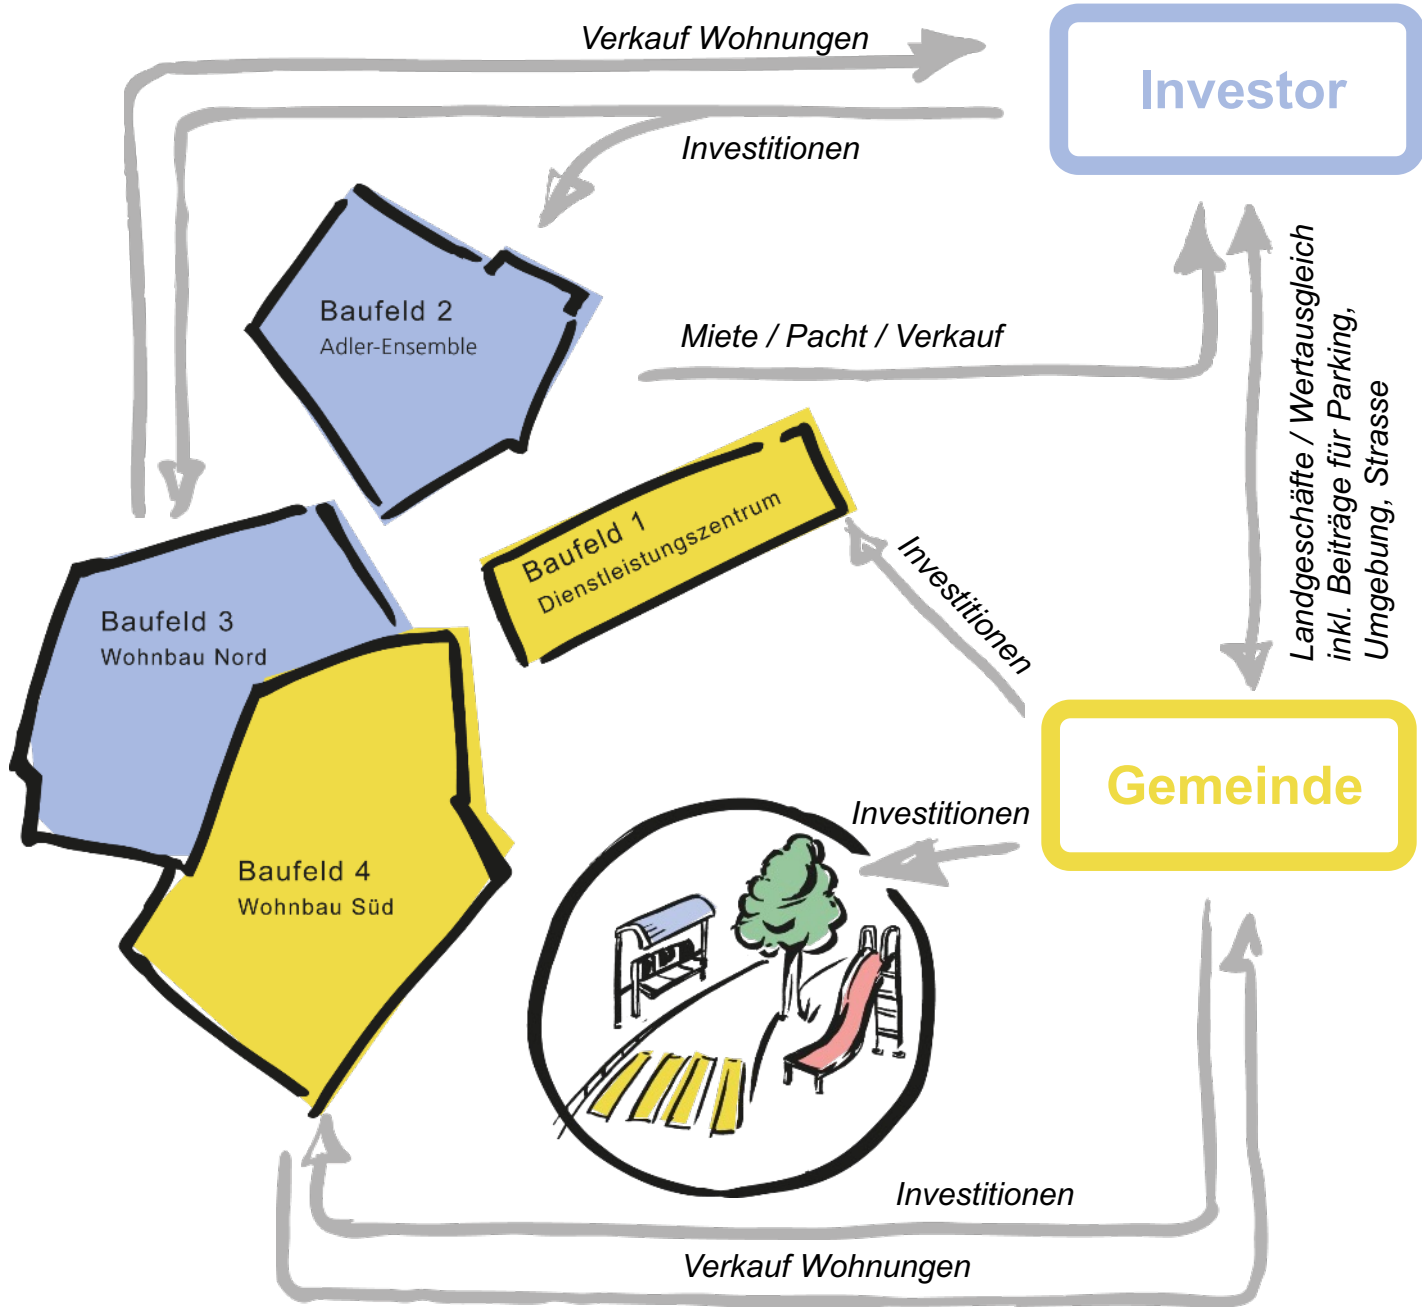 Verkauf Wohnungen
Investor
Investitionen
Baufeld 2
Adler-Ensemble
Miete / Pacht / Verkauf
Landgeschäfte / Wertausgleich
inkl. Beiträge für Parking,
Umgebung, Strasse
Baufeld 1
Dienstleistungszentrum
Investitionen
Baufeld 3
Wohnbau Nord
Gemeinde
Investitionen
Baufeld 4
Wohnbau Süd
Investitionen
Verkauf Wohnungen